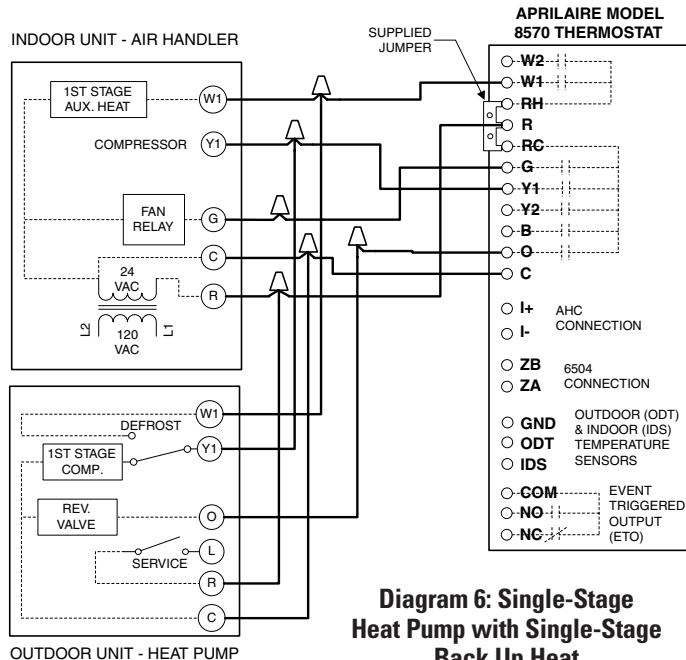 APRILAIRE MODEL
8570 THERMOSTAT
SUPPLIED
JUMPER
INDOOR UNIT - AIR HANDLER
1ST STAGE
AUX. HEAT
W1
COMPRESSOR
Y1
FAN
RELAY
G
C
24
VAC
R
L2
120
VAC
L1
W2
W1
RH
R
RC
G
Y1
Y2
B
O
C
I+
I-
AHC
CONNECTION
ZB
ZA
6504
CONNECTION
GND
ODT
IDS
OUTDOOR (ODT)
& INDOOR (IDS)
TEMPERATURE
SENSORS
COM
NO
NC
EVENT
TRIGGERED
OUTPUT
(ETO)
W1
DEFROST
1ST STAGE
COMP.
Y1
REV.
VALVE
O
L
SERVICE
R
C
OUTDOOR UNIT - HEAT PUMP
Diagram 6: Single-Stage
Heat Pump with Single-Stage
Back Up Heat